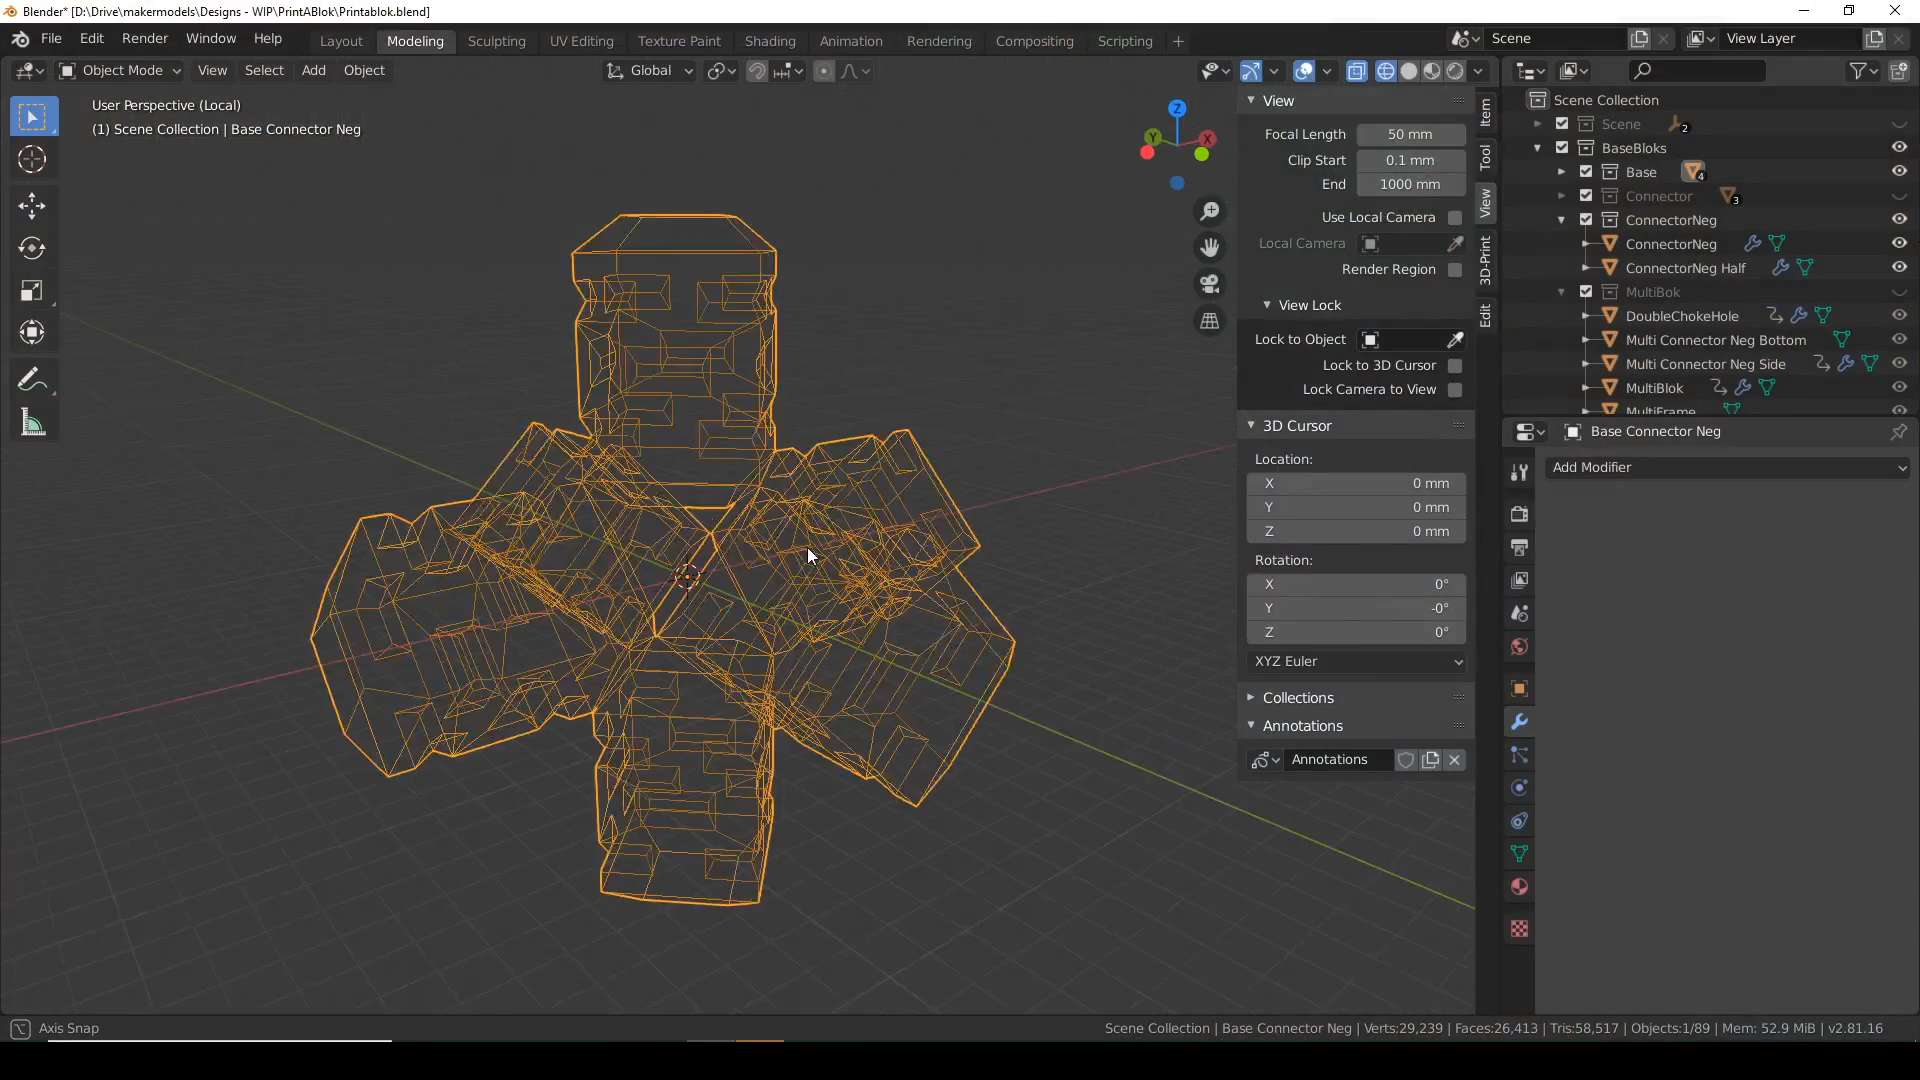 Blender* [D:\Drive\makermodels\Designs - WIP\PrintABlok\Printablok.blend]
File Edit Render Window Help
Layout Modeling Sculpting UV Editing Texture Paint Shading Animation Rendering Compositing Scripting
Scene
View Layer
Object Mode View Select Add Object
Global
User Perspective (Local)
(1) Scene Collection | Base Connector Neg
Z
Y
X
View
Focal Length 50 mm
Clip Start 0.1 mm
End 1000 mm
Use Local Camera
Local Camera
Render Region
View Lock
Lock to Object
Lock to 3D Cursor
Lock Camera to View
3D Cursor
Location:
X 0 mm
Y 0 mm
Z 0 mm
Rotation:
X 0°
Y -0°
Z 0°
XYZ Euler
Collections
Annotations
Annotations
Item
Tool
View
3D-Print
Edit
Scene Collection
Scene 2
BaseBloks
Base 4
Connector 3
ConnectorNeg
ConnectorNeg
ConnectorNeg Half
MultiBok
DoubleChokeHole
Multi Connector Neg Bottom
Multi Connector Neg Side
MultiBlok
MultiFrame
Base Connector Neg
Add Modifier
Axis Snap
Scene Collection | Base Connector Neg | Verts:29,239 | Faces:26,413 | Tris:58,517 | Objects:1/89 | Mem: 52.9 MiB | v2.81.16